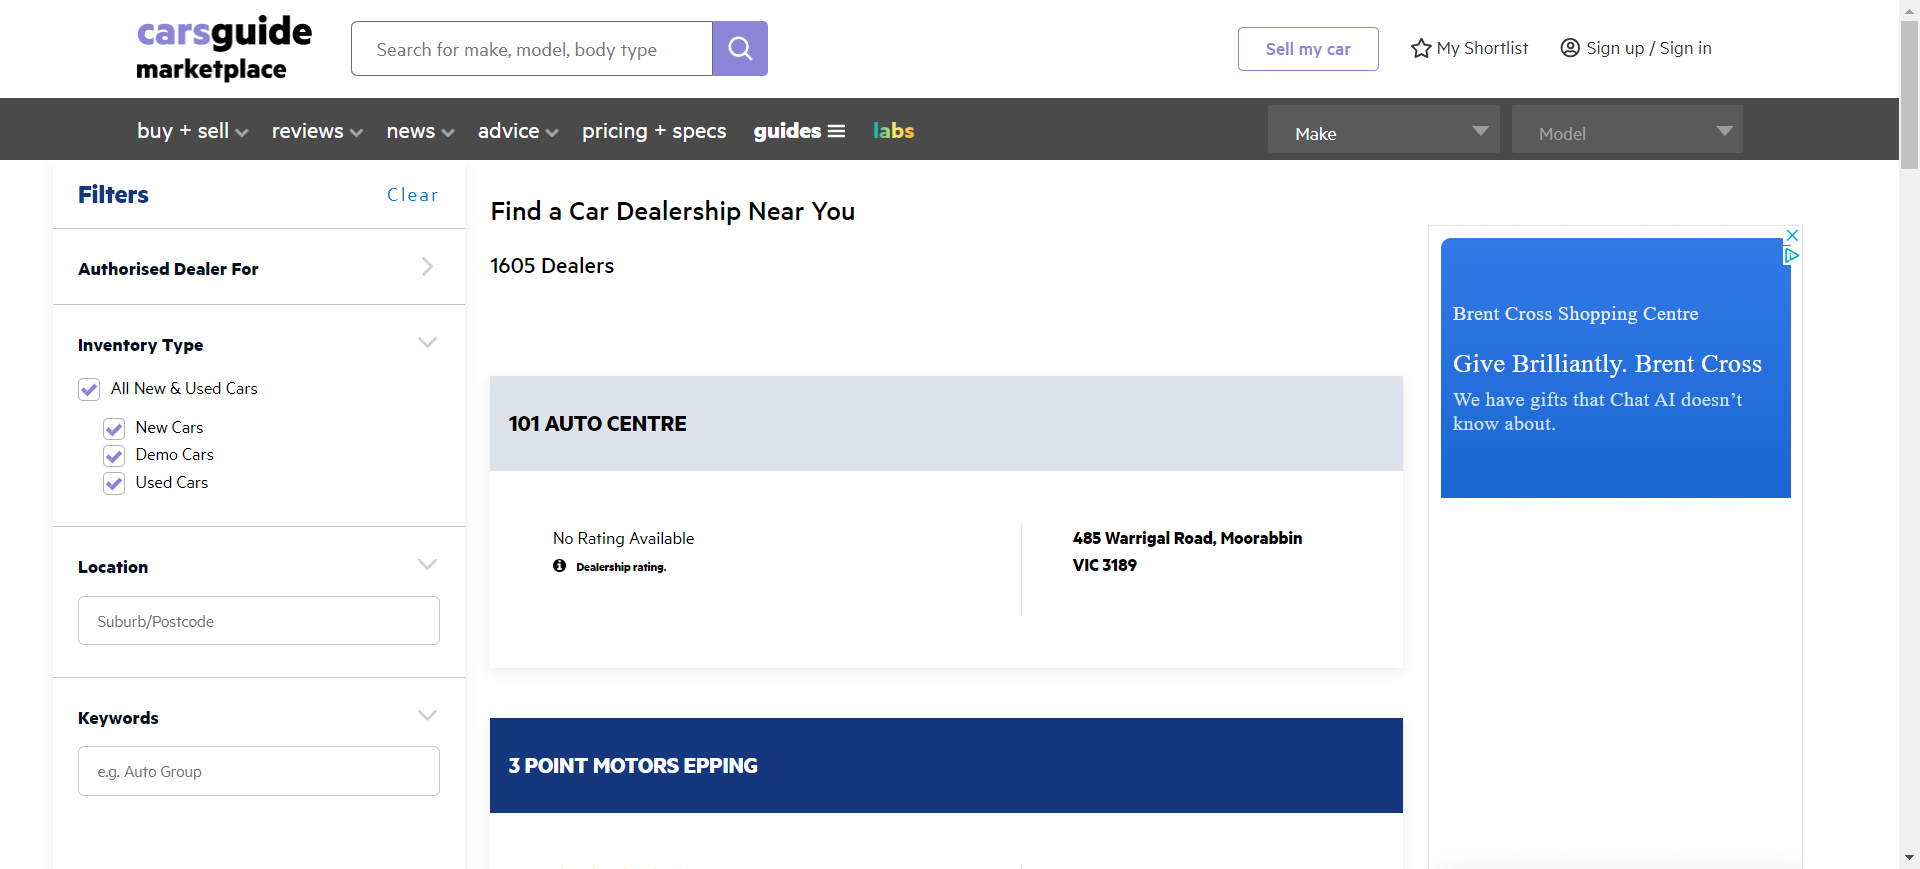 carsguide
marketplace
Search for make, model, body type
Sell my car
My Shortlist
Sign up / Sign in
buy + sell
reviews
news
advice
pricing + specs
guides
labs
Make
Model
Filters
Clear
Authorised Dealer For
Inventory Type
All New & Used Cars
New Cars
Demo Cars
Used Cars
Location
Suburb/Postcode
Keywords
e.g. Auto Group
Find a Car Dealership Near You
1605 Dealers
101 AUTO CENTRE
No Rating Available
Dealership rating.
485 Warrigal Road, Moorabbin
VIC 3189
3 POINT MOTORS EPPING
Brent Cross Shopping Centre
Give Brilliantly. Brent Cross
We have gifts that Chat AI doesn’t
know about.